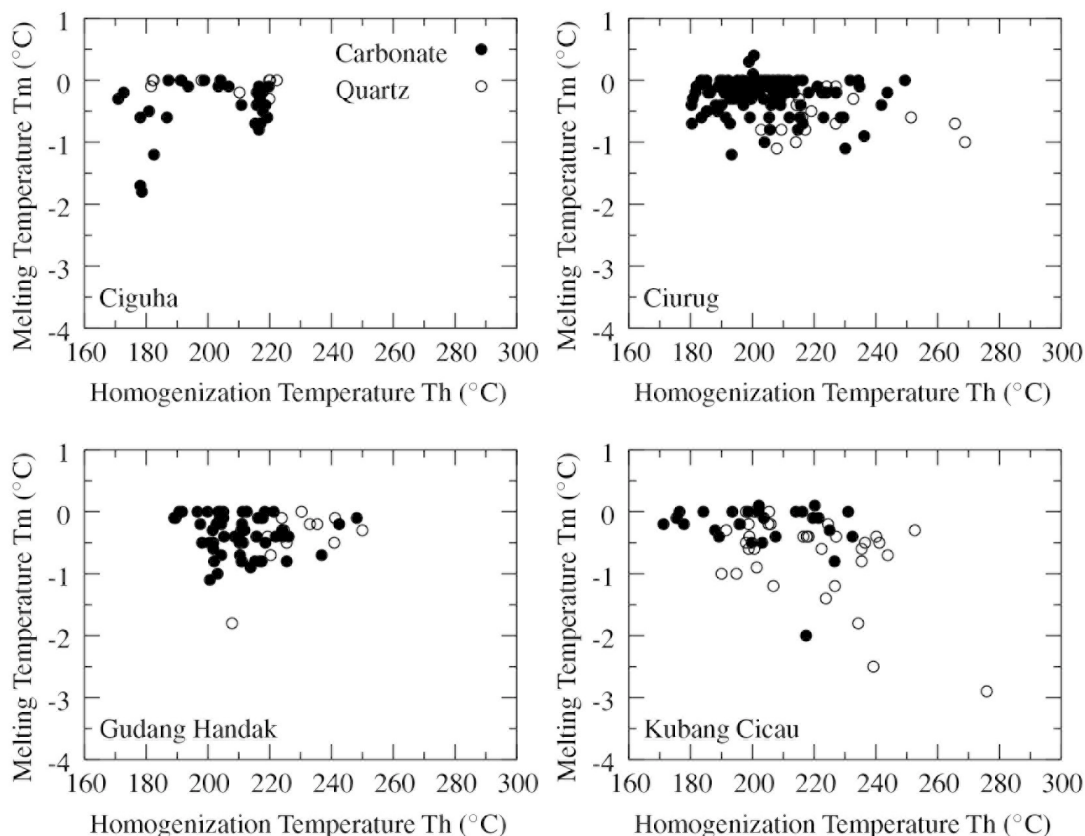 1
0
-1
-2
-3
-4
Melting Temperature Tm (°C)
Carbonate
Quartz
Ciguha
160 180 200 220 240 260 280 300
Homogenization Temperature Th (°C)
1
0
-1
-2
-3
-4
Melting Temperature Tm (°C)
Ciurug
160 180 200 220 240 260 280 300
Homogenization Temperature Th (°C)
1
0
-1
-2
-3
-4
Melting Temperature Tm (°C)
Gudang Handak
160 180 200 220 240 260 280 300
Homogenization Temperature Th (°C)
1
0
-1
-2
-3
-4
Melting Temperature Tm (°C)
Kubang Cicau
160 180 200 220 240 260 280 300
Homogenization Temperature Th (°C)